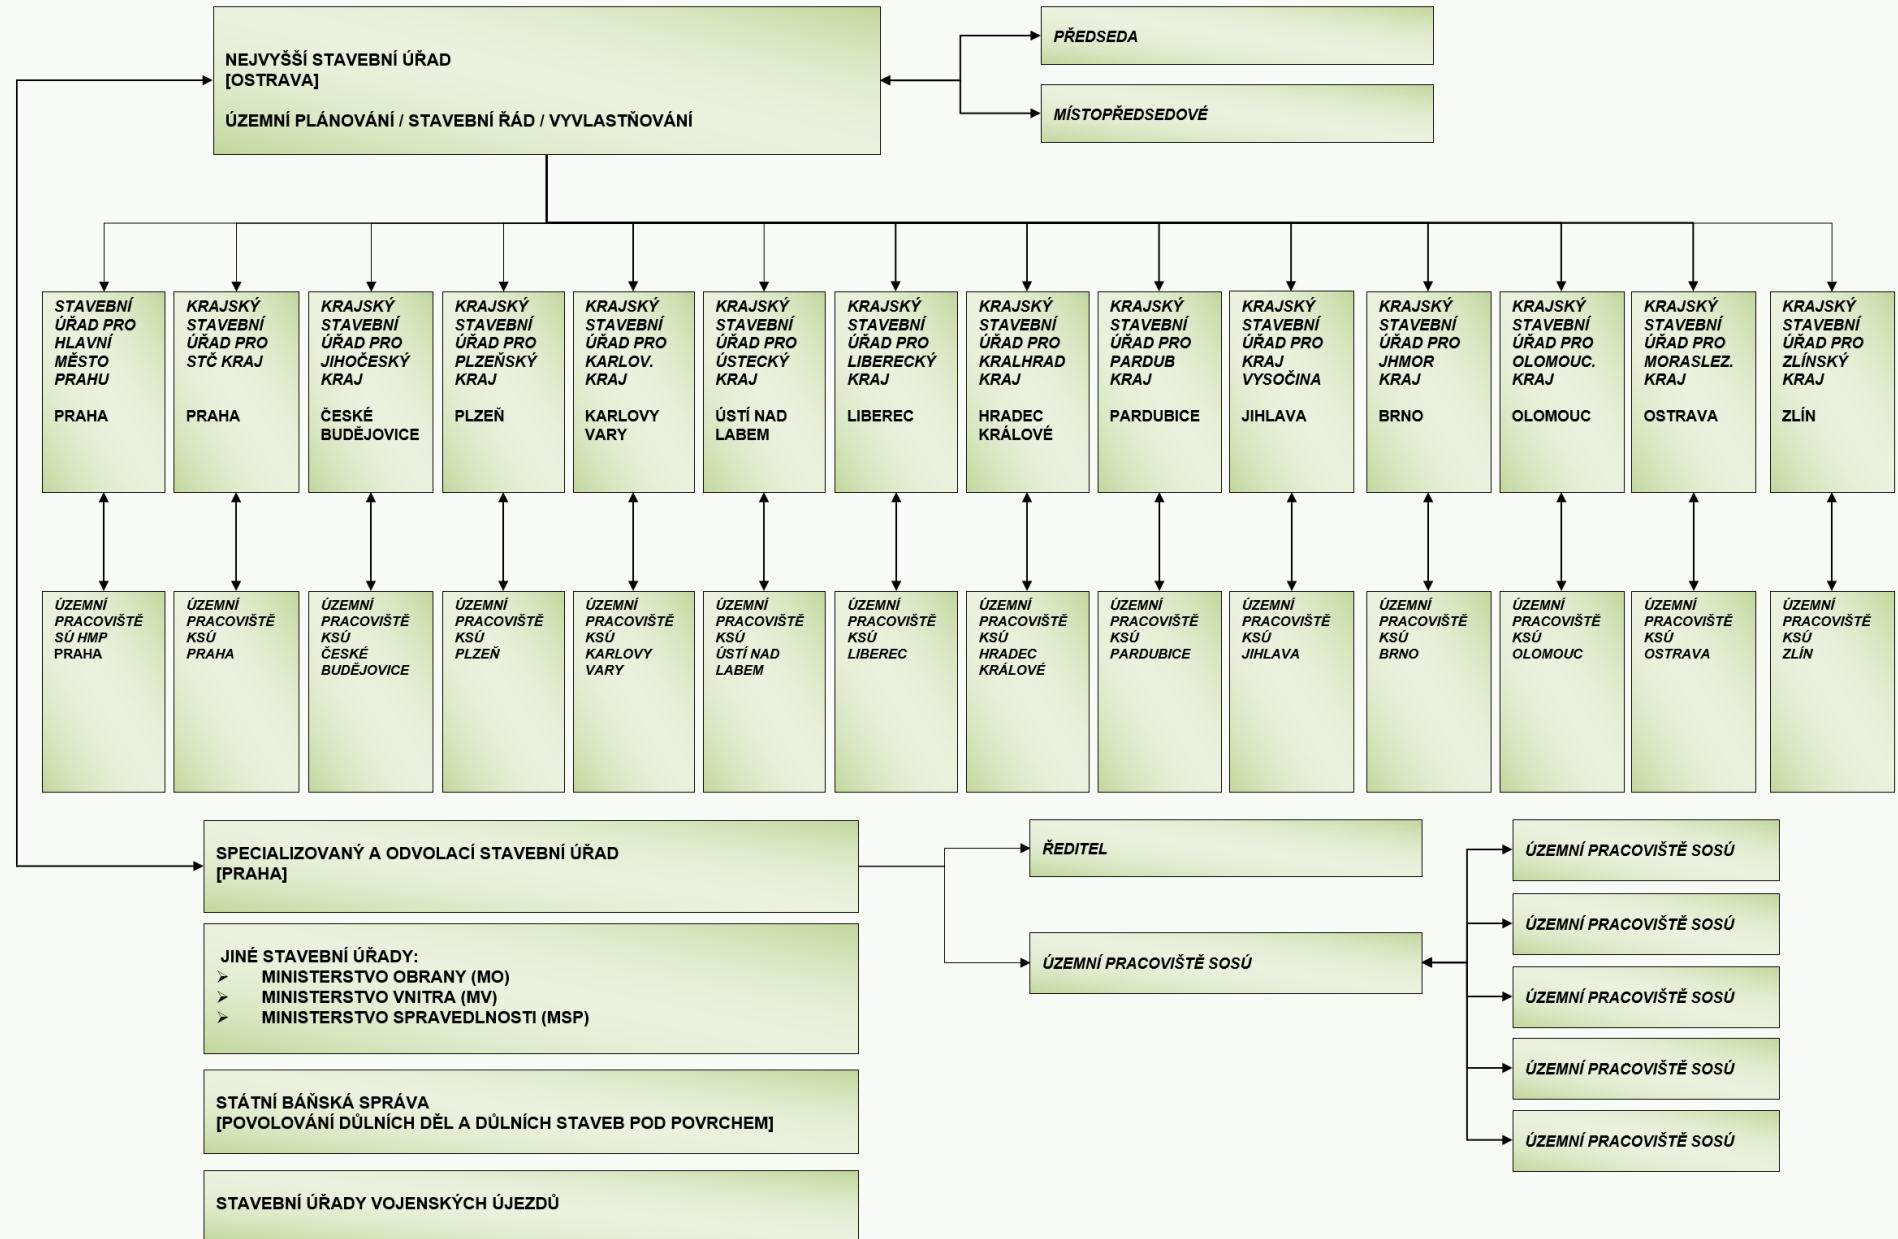 NEJVYŠŠÍ STAVEBNÍ ÚŘAD
[OSTRAVA]
ÚZEMNÍ PLÁNOVÁNÍ / STAVEBNÍ ŘÁD / VYVLASTŇOVÁNÍ
PŘEDSEDA
MÍSTOPŘEDSEDOVÉ
STAVEBNÍ
ÚŘAD PRO
HLAVNÍ
MĚSTO
PRAHU
PRAHA
KRAJSKÝ
STAVEBNÍ
ÚŘAD PRO
STČ KRAJ
PRAHA
KRAJSKÝ
STAVEBNÍ
ÚŘAD PRO
JIHOČESKÝ
KRAJ
ČESKÉ
BUDĚJOVICE
KRAJSKÝ
STAVEBNÍ
ÚŘAD PRO
PLZEŇSKÝ
KRAJ
PLZEŇ
KRAJSKÝ
STAVEBNÍ
ÚŘAD PRO
KARLOV.
KRAJ
KARLOVY
VARY
KRAJSKÝ
STAVEBNÍ
ÚŘAD PRO
ÚSTECKÝ
KRAJ
ÚSTÍ NAD
LABEM
KRAJSKÝ
STAVEBNÍ
ÚŘAD PRO
LIBERECKÝ
KRAJ
LIBEREC
KRAJSKÝ
STAVEBNÍ
ÚŘAD PRO
KRALHRAD
KRAJ
HRADEC
KRÁLOVÉ
KRAJSKÝ
STAVEBNÍ
ÚŘAD PRO
PARDUB
KRAJ
PARDUBICE
KRAJSKÝ
STAVEBNÍ
ÚŘAD PRO
KRAJ
VYSOČINA
JIHLAVA
KRAJSKÝ
STAVEBNÍ
ÚŘAD PRO
JHMOR
KRAJ
BRNO
KRAJSKÝ
STAVEBNÍ
ÚŘAD PRO
OLOMOUC.
KRAJ
OLOMOUC
KRAJSKÝ
STAVEBNÍ
ÚŘAD PRO
MORASLEZ.
KRAJ
OSTRAVA
KRAJSKÝ
STAVEBNÍ
ÚŘAD PRO
ZLÍNSKÝ
KRAJ
ZLÍN
ÚZEMNÍ
PRACOVIŠTĚ
SÚ HMP
PRAHA
ÚZEMNÍ
PRACOVIŠTĚ
KSÚ
PRAHA
ÚZEMNÍ
PRACOVIŠTĚ
KSÚ
ČESKÉ
BUDĚJOVICE
ÚZEMNÍ
PRACOVIŠTĚ
KSÚ
PLZEŇ
ÚZEMNÍ
PRACOVIŠTĚ
KSÚ
KARLOVY
VARY
ÚZEMNÍ
PRACOVIŠTĚ
KSÚ
ÚSTÍ NAD
LABEM
ÚZEMNÍ
PRACOVIŠTĚ
KSÚ
LIBEREC
ÚZEMNÍ
PRACOVIŠTĚ
KSÚ
HRADEC
KRÁLOVÉ
ÚZEMNÍ
PRACOVIŠTĚ
KSÚ
PARDUBICE
ÚZEMNÍ
PRACOVIŠTĚ
KSÚ
JIHLAVA
ÚZEMNÍ
PRACOVIŠTĚ
KSÚ
BRNO
ÚZEMNÍ
PRACOVIŠTĚ
KSÚ
OLOMOUC
ÚZEMNÍ
PRACOVIŠTĚ
KSÚ
OSTRAVA
ÚZEMNÍ
PRACOVIŠTĚ
KSÚ
ZLÍN
SPECIALIZOVANÝ A ODVOLACÍ STAVEBNÍ ÚŘAD
[PRAHA]
ŘEDITEL
ÚZEMNÍ PRACOVIŠTĚ SOSÚ
ÚZEMNÍ PRACOVIŠTĚ SOSÚ
ÚZEMNÍ PRACOVIŠTĚ SOSÚ
ÚZEMNÍ PRACOVIŠTĚ SOSÚ
ÚZEMNÍ PRACOVIŠTĚ SOSÚ
ÚZEMNÍ PRACOVIŠTĚ SOSÚ
JINÉ STAVEBNÍ ÚŘADY:
➢ MINISTERSTVO OBRANY (MO)
➢ MINISTERSTVO VNITRA (MV)
➢ MINISTERSTVO SPRAVEDLNOSTI (MSP)
STÁTNÍ BÁŇSKÁ SPRÁVA
[POVOLOVÁNÍ DŮLNÍCH DĚL A DŮLNÍCH STAVEB POD POVRCHEM]
STAVEBNÍ ÚŘADY VOJENSKÝCH ÚJEZDŮ